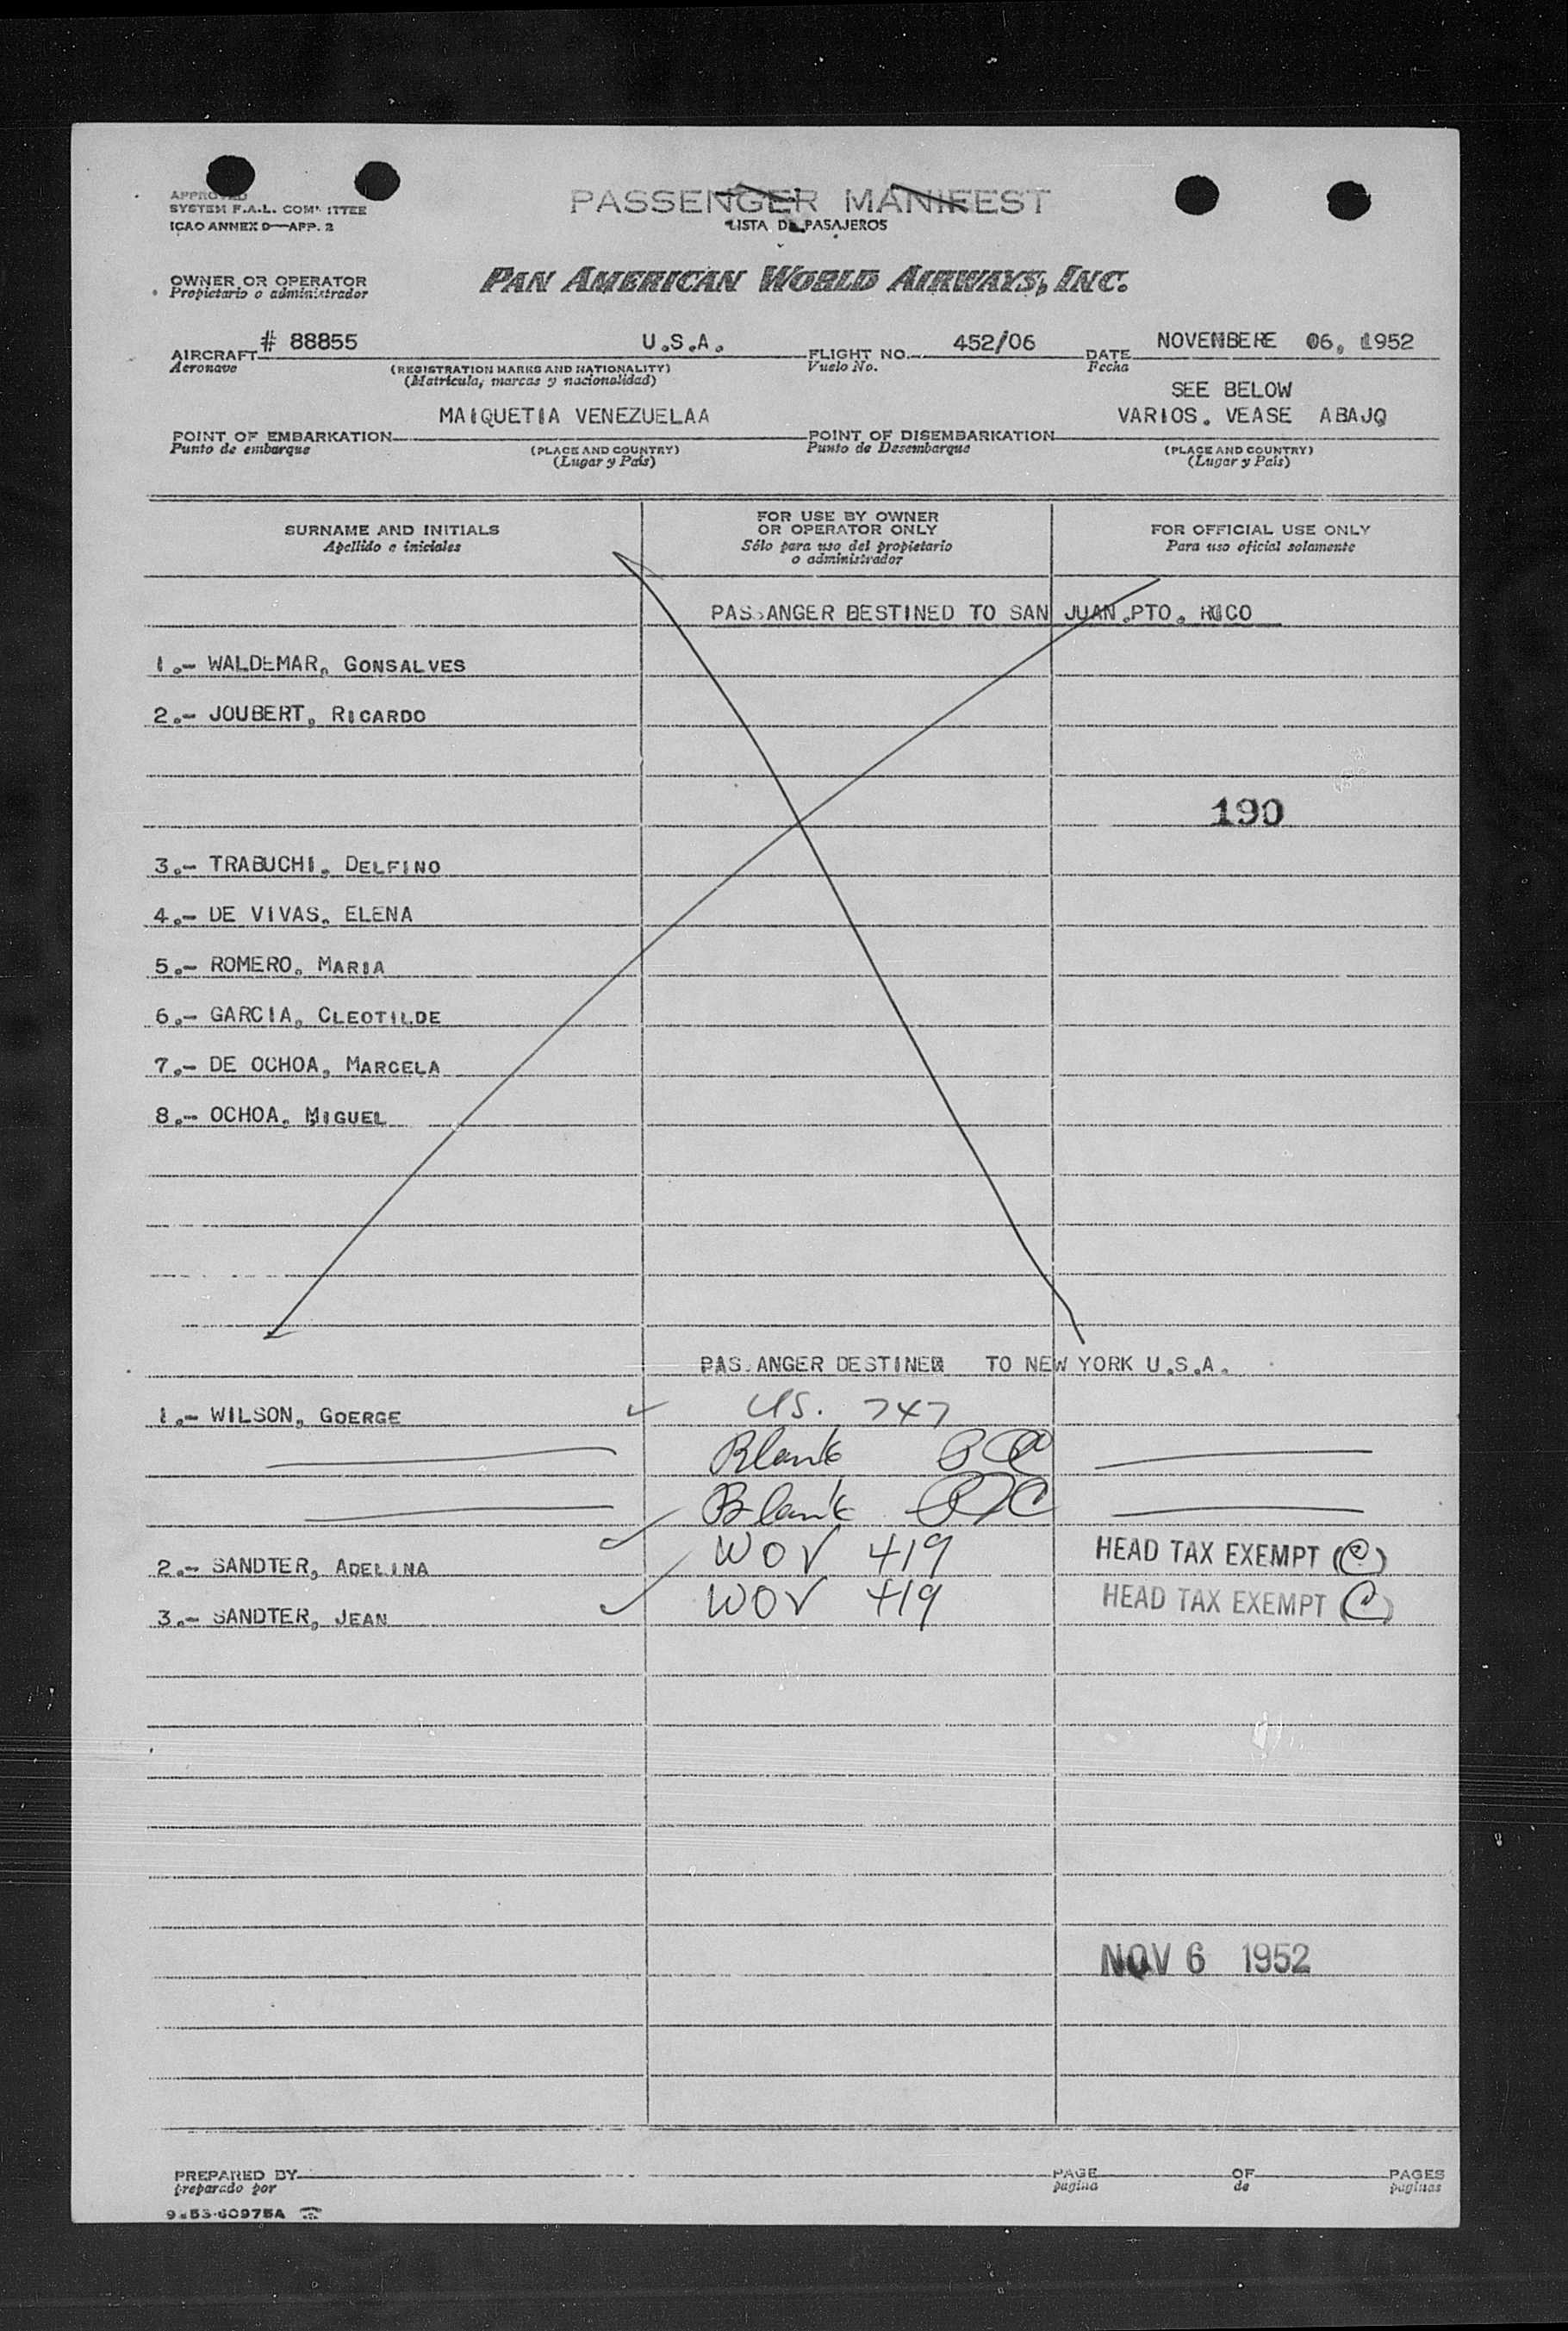 APPROVED
SYSTEM F.A.L. COMMITTEE
ICAO ANNEX 9—APP. 2
PASSENGER MANIFEST
LISTA DE PASAJEROS
OWNER OR OPERATOR
Propietario o administrador
PAN AMERICAN WORLD AIRWAYS, INC.
AIRCRAFT # 88855 U.S.A. FLIGHT NO. 452/06 DATE NOVENBERE 06, 1952
Aeronave (REGISTRATION MARKS AND NATIONALITY) Vuelo No. Fecha
(Matrícula, marcas y nacionalidad)
SEE BELOW
POINT OF EMBARKATION MAIQUETIA VENEZUELAA POINT OF DISEMBARKATION VARIOS. VEASE ABAJO
Punto de embarque (PLACE AND COUNTRY) Punto de Desembarque (PLACE AND COUNTRY)
(Lugar y País) (Lugar y País)
SURNAME AND INITIALS FOR USE BY OWNER OR OPERATOR ONLY FOR OFFICIAL USE ONLY
Apellido e iniciales Sólo para uso del propietario o administrador Para uso oficial solamente
PASSANGER DESTINED TO SAN JUAN.PTO. RICO
1.- WALDEMAR, GONSALVES
2.- JOUBERT, RICARDO
190
3.- TRABUCHI, DELFINO
4.- DE VIVAS, ELENA
5.- ROMERO, MARIA
6.- GARCIA, CLEOTILDE
7.- DE OCHOA, MARCELA
8.- OCHOA, MIGUEL
PASSANGER DESTINED TO NEW YORK U.S.A.
1.- WILSON, GOERGE US. 747
Blank
Blank
2.- SANDTER, ADELINA WOV 419 HEAD TAX EXEMPT
3.- SANDTER, JEAN WOV 419 HEAD TAX EXEMPT
NOV 6 1952
PREPARED BY PAGE OF PAGES
preparado por pagina de paginas